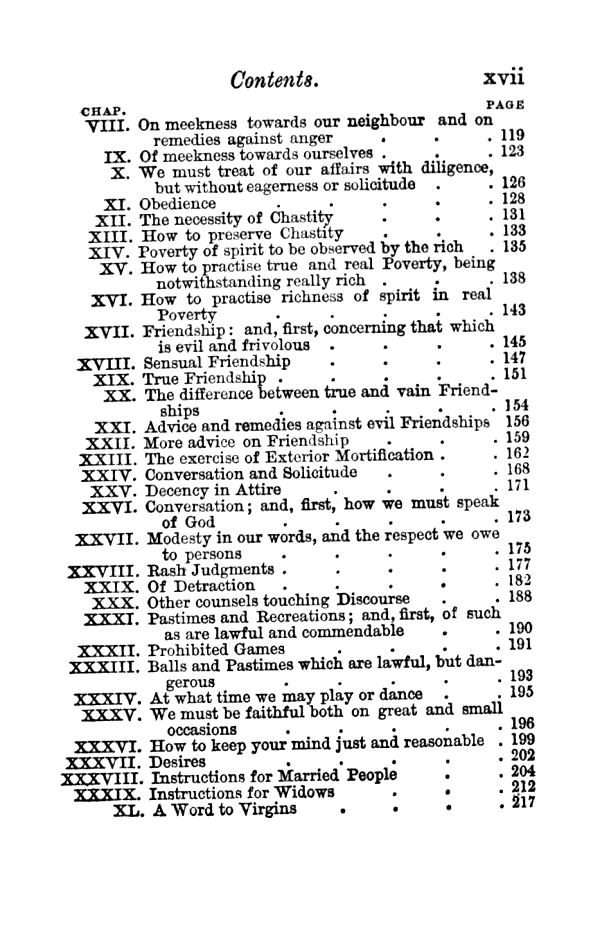 Contents. xvii
CHAP. PAGE
VIII. On meekness towards our neighbour and on
remedies against anger . . . 119
IX. Of meekness towards ourselves . . . 123
X. We must treat of our affairs with diligence,
but without eagerness or solicitude . . 126
XI. Obedience . . . . . 128
XII. The necessity of Chastity . . . 131
XIII. How to preserve Chastity . . . 133
XIV. Poverty of spirit to be observed by the rich . 135
XV. How to practise true and real Poverty, being
notwithstanding really rich . . . 138
XVI. How to practise richness of spirit in real
Poverty . . . . . 143
XVII. Friendship: and, first, concerning that which
is evil and frivolous . . . . 145
XVIII. Sensual Friendship . . . . 147
XIX. True Friendship . . . . . 151
XX. The difference between true and vain Friend-
ships . . . . . 154
XXI. Advice and remedies against evil Friendships 156
XXII. More advice on Friendship . . . 159
XXIII. The exercise of Exterior Mortification . . 162
XXIV. Conversation and Solicitude . . . 168
XXV. Decency in Attire . . . . 171
XXVI. Conversation; and, first, how we must speak
of God . . . . . 173
XXVII. Modesty in our words, and the respect we owe
to persons . . . . . 175
XXVIII. Rash Judgments . . . . . 177
XXIX. Of Detraction . . . . . 182
XXX. Other counsels touching Discourse . . 188
XXXI. Pastimes and Recreations; and, first, of such
as are lawful and commendable . . 190
XXXII. Prohibited Games . . . . 191
XXXIII. Balls and Pastimes which are lawful, but dan-
gerous . . . . . 193
XXXIV. At what time we may play or dance . . 195
XXXV. We must be faithful both on great and small
occasions . . . . . 196
XXXVI. How to keep your mind just and reasonable . 199
XXXVII. Desires . . . . . 202
XXXVIII. Instructions for Married People . . 204
XXXIX. Instructions for Widows . . . 212
XL. A Word to Virgins . . . . 217